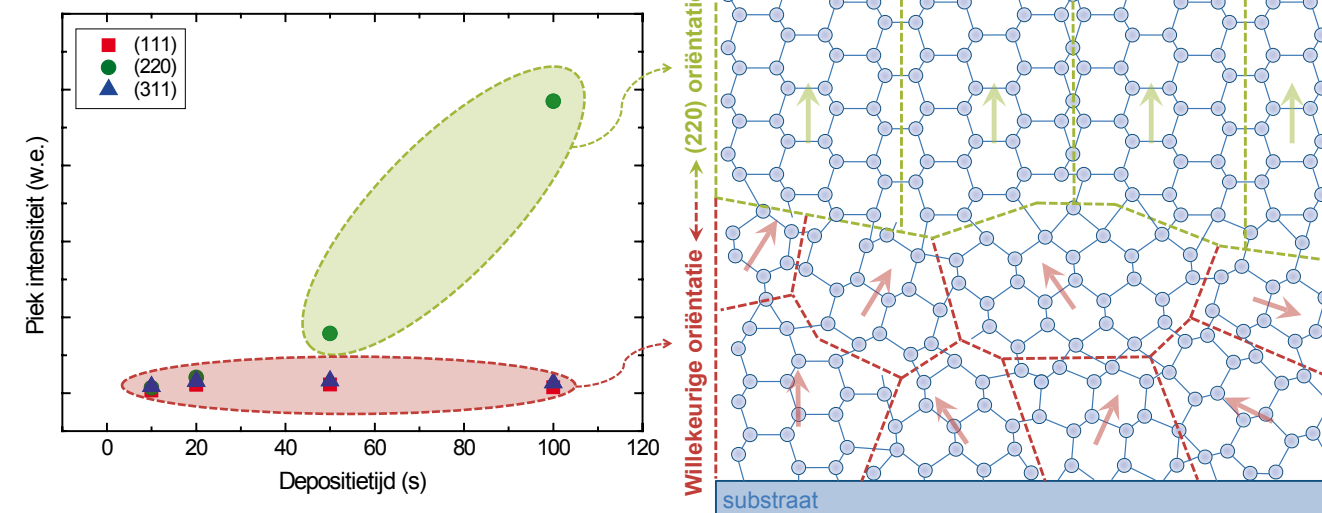 (111)
(220)
(311)
Piek intensiteit (w.e.)
0 20 40 60 80 100 120
Depositietijd (s)
Willekeurige oriëntatie
(220) oriëntatie
substraat